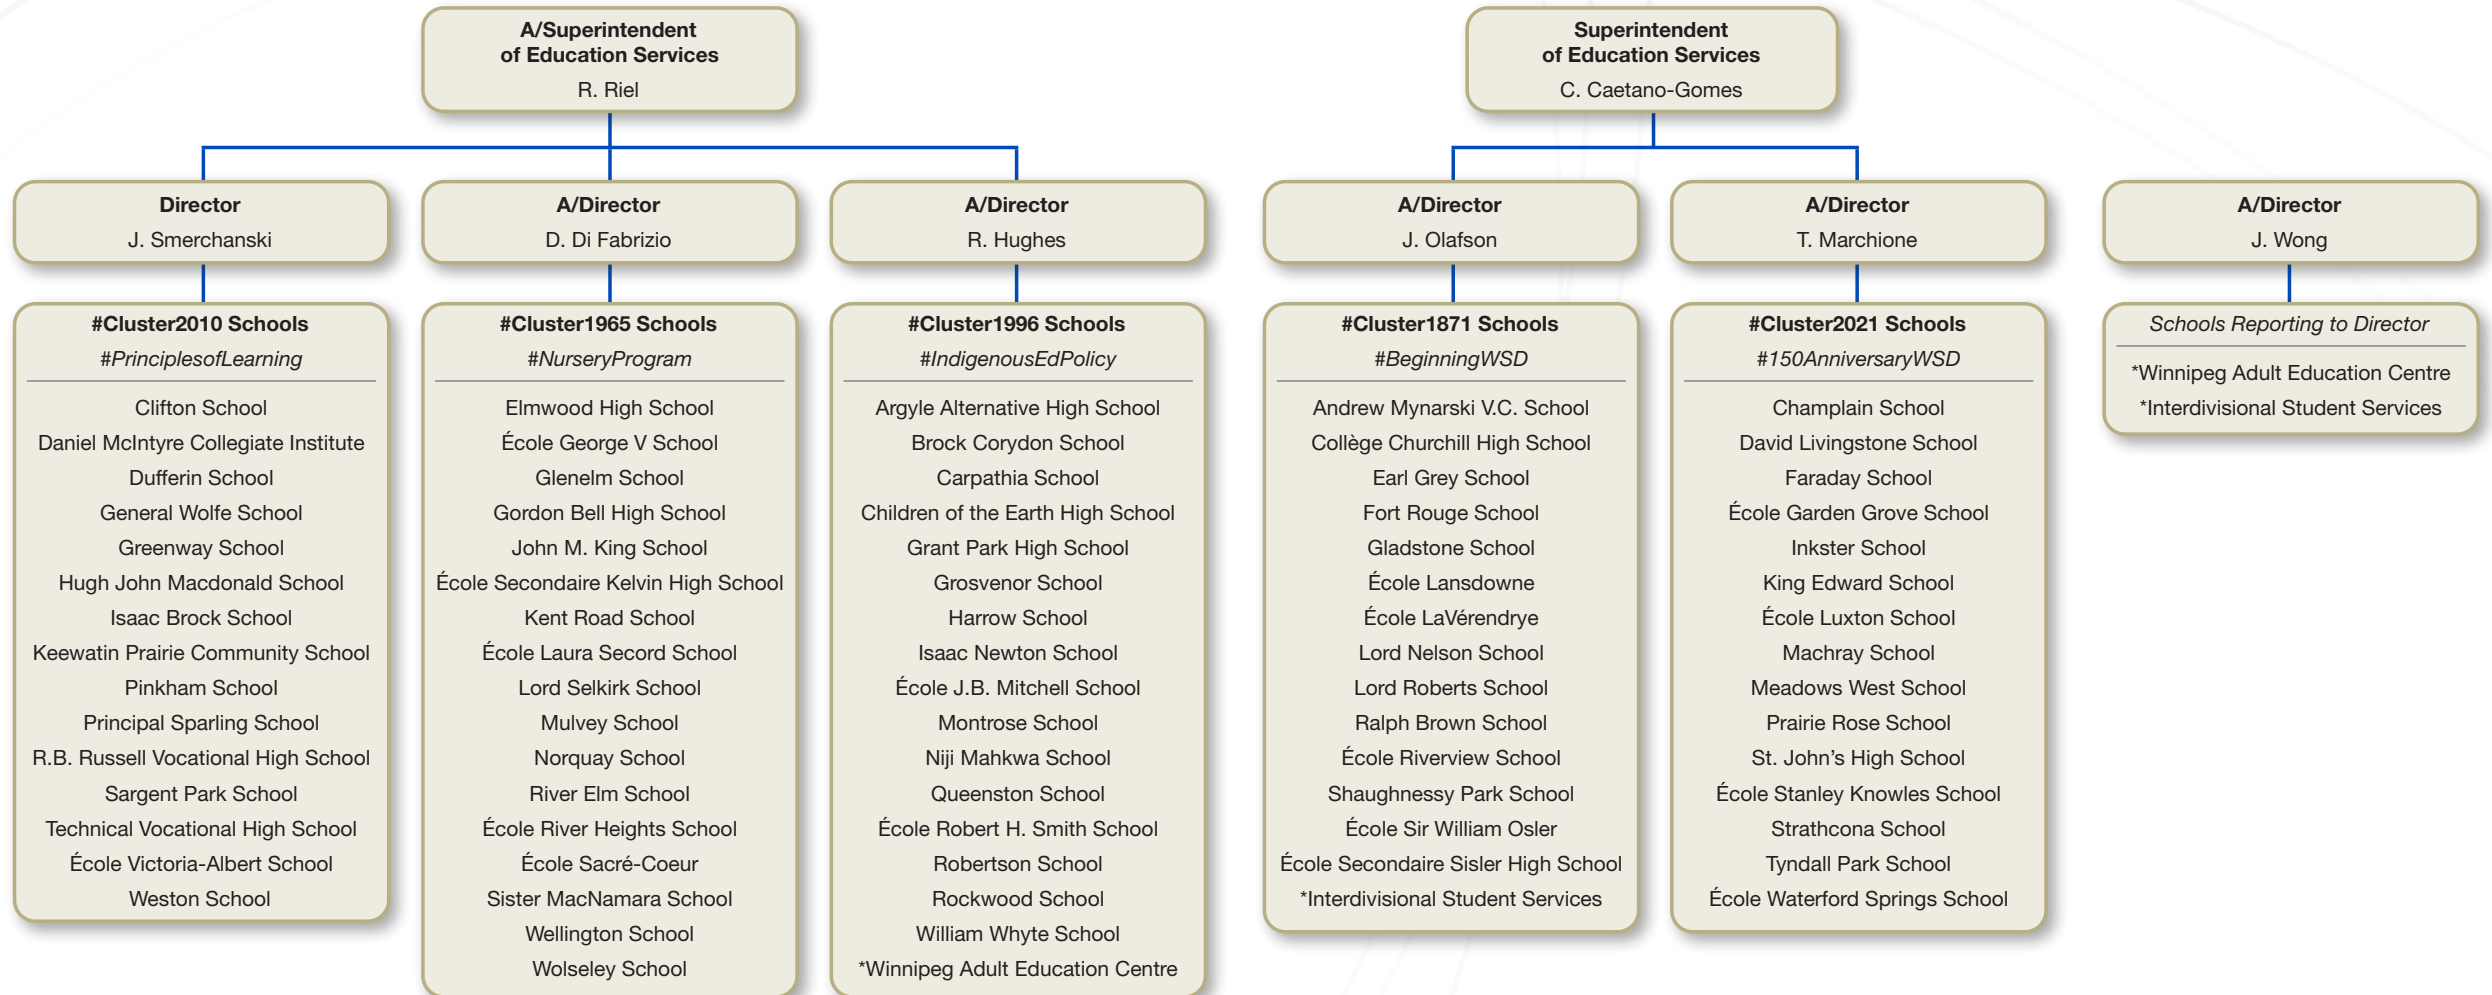 A/Superintendent
of Education Services
R. Riel
Superintendent
of Education Services
C. Caetano-Gomes
Director
J. Smerchanski
A/Director
D. Di Fabrizio
A/Director
R. Hughes
A/Director
J. Olafson
A/Director
T. Marchione
A/Director
J. Wong
#Cluster2010 Schools
#PrinciplesofLearning
Clifton School
Daniel McIntyre Collegiate Institute
Dufferin School
General Wolfe School
Greenway School
Hugh John Macdonald School
Isaac Brock School
Keewatin Prairie Community School
Pinkham School
Principal Sparling School
R.B. Russell Vocational High School
Sargent Park School
Technical Vocational High School
École Victoria-Albert School
Weston School
#Cluster1965 Schools
#NurseryProgram
Elmwood High School
École George V School
Glenelm School
Gordon Bell High School
John M. King School
École Secondaire Kelvin High School
Kent Road School
École Laura Secord School
Lord Selkirk School
Mulvey School
Norquay School
River Elm School
École River Heights School
École Sacré-Coeur
Sister MacNamara School
Wellington School
Wolseley School
#Cluster1996 Schools
#IndigenousEdPolicy
Argyle Alternative High School
Brock Corydon School
Carpathia School
Children of the Earth High School
Grant Park High School
Grosvenor School
Harrow School
Isaac Newton School
École J.B. Mitchell School
Montrose School
Niji Mahkwa School
Queenston School
École Robert H. Smith School
Robertson School
Rockwood School
William Whyte School
*Winnipeg Adult Education Centre
#Cluster1871 Schools
#BeginningWSD
Andrew Mynarski V.C. School
Collège Churchill High School
Earl Grey School
Fort Rouge School
Gladstone School
École Lansdowne
École LaVérendrye
Lord Nelson School
Lord Roberts School
Ralph Brown School
École Riverview School
Shaughnessy Park School
École Sir William Osler
École Secondaire Sisler High School
*Interdivisional Student Services
#Cluster2021 Schools
#150AnniversaryWSD
Champlain School
David Livingstone School
Faraday School
École Garden Grove School
Inkster School
King Edward School
École Luxton School
Machray School
Meadows West School
Prairie Rose School
St. John's High School
École Stanley Knowles School
Strathcona School
Tyndall Park School
École Waterford Springs School
Schools Reporting to Director
*Winnipeg Adult Education Centre
*Interdivisional Student Services